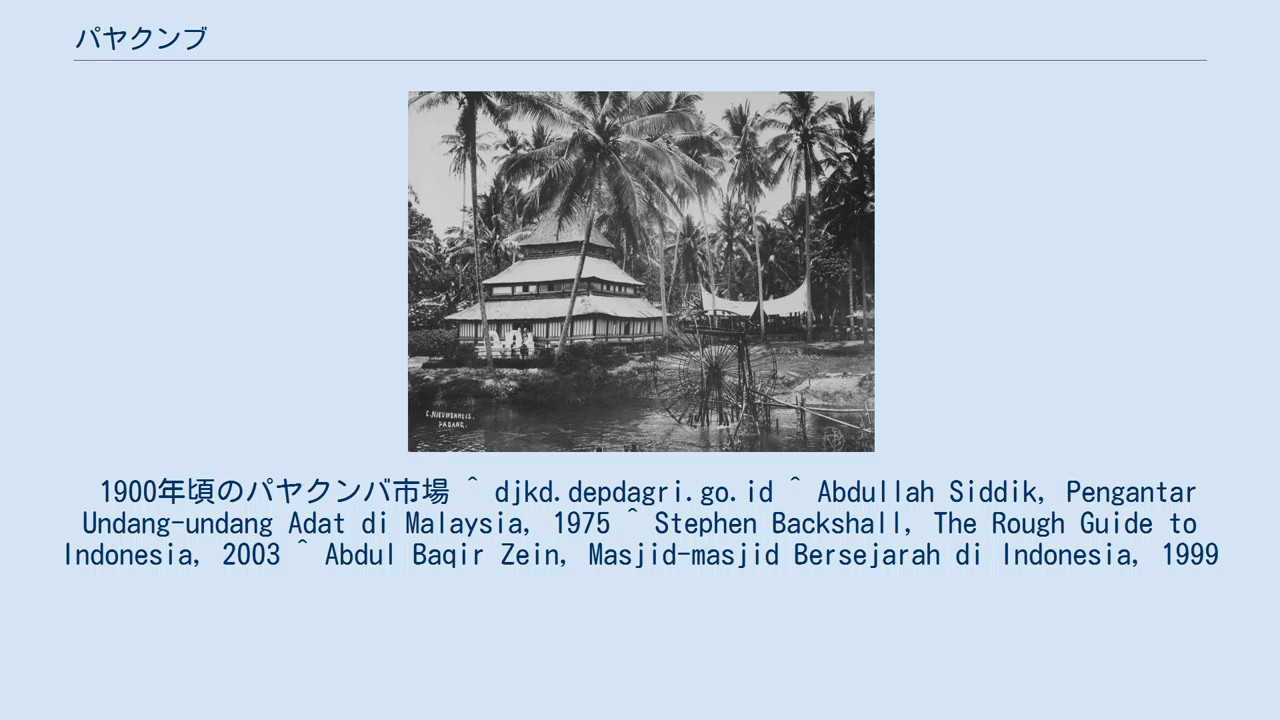 パヤクンブ
C.NIEUWENHUIS.
PADANG.
1900年頃のパヤクンバ市場 ^ djkd.depdagri.go.id ^ Abdullah Siddik, Pengantar
Undang-undang Adat di Malaysia, 1975 ^ Stephen Backshall, The Rough Guide to
Indonesia, 2003 ^ Abdul Baqir Zein, Masjid-masjid Bersejarah di Indonesia, 1999